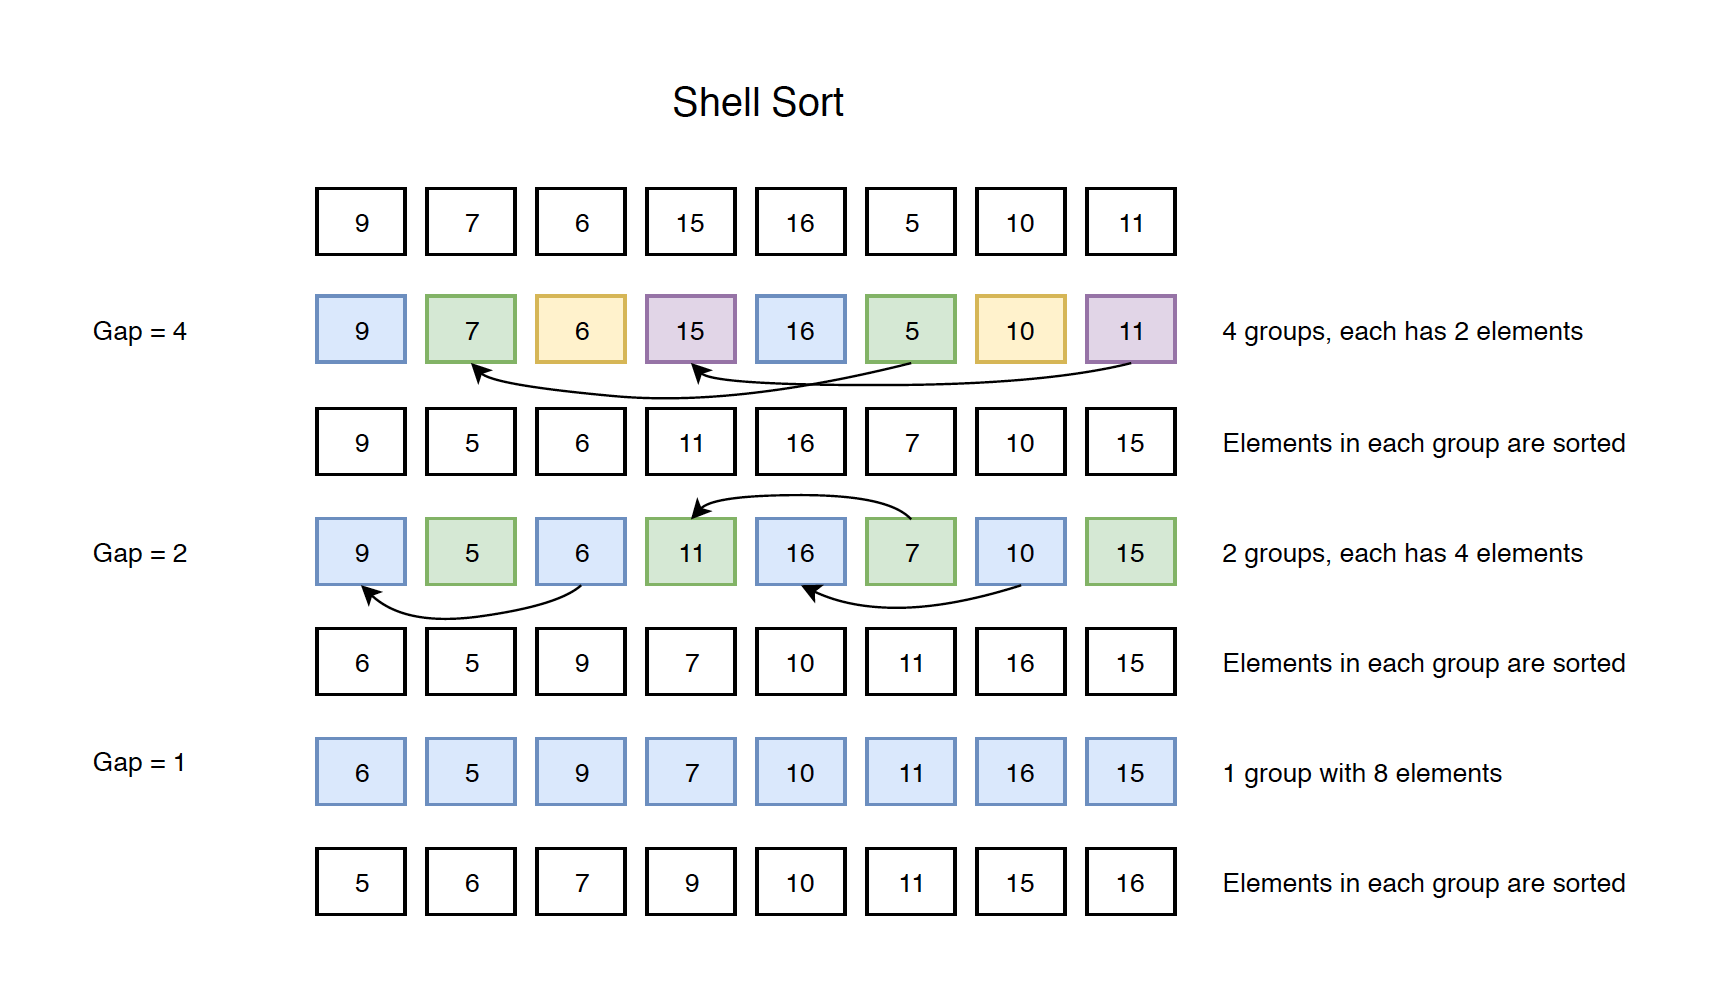 Shell Sort
9 7 6 15 16 5 10 11
Gap = 4 9 7 6 15 16 5 10 11 4 groups, each has 2 elements
9 5 6 11 16 7 10 15 Elements in each group are sorted
Gap = 2 9 5 6 11 16 7 10 15 2 groups, each has 4 elements
6 5 9 7 10 11 16 15 Elements in each group are sorted
Gap = 1 6 5 9 7 10 11 16 15 1 group with 8 elements
5 6 7 9 10 11 15 16 Elements in each group are sorted